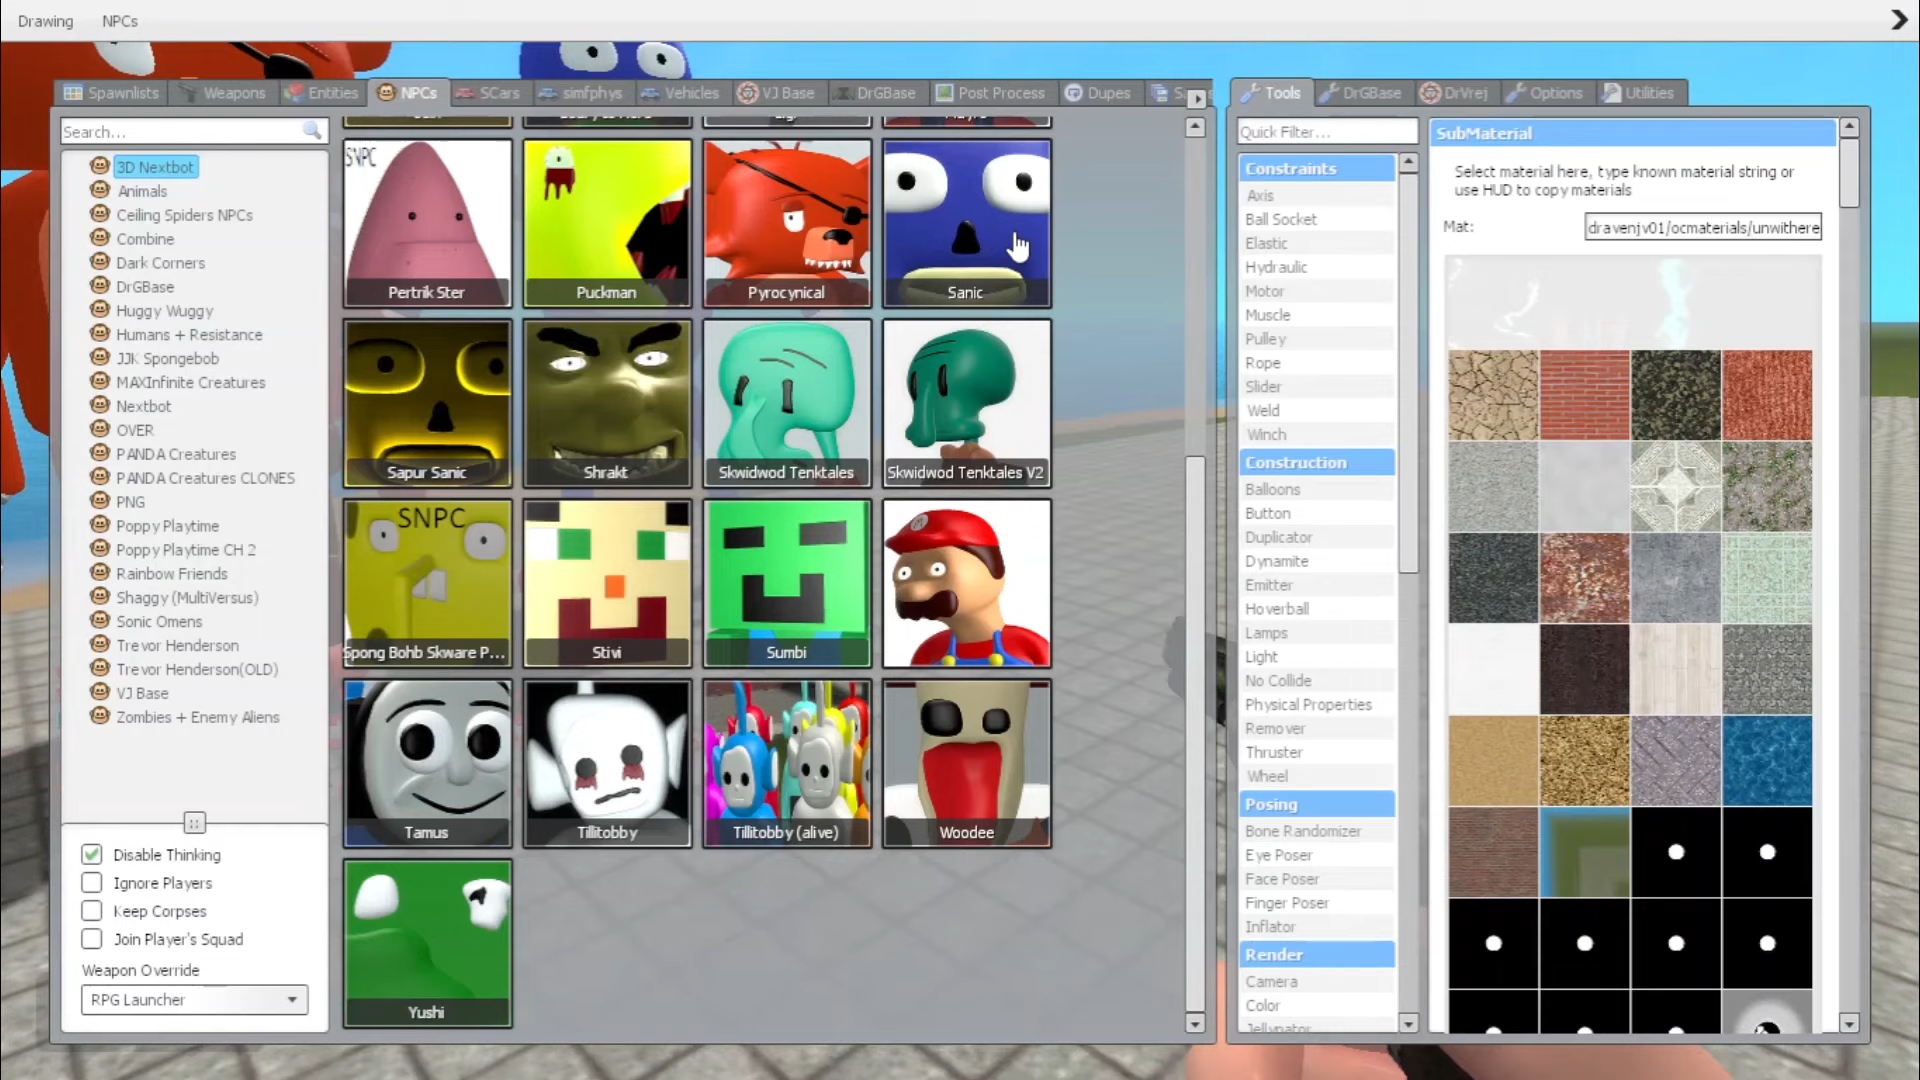 Drawing NPCs
Spawnlists Weapons Entities NPCs SCars simfphys Vehicles VJ Base DrGBase Post Process Dupes
Search...
3D Nextbot
Animals
Ceiling Spiders NPCs
Combine
Dark Corners
DrGBase
Huggy Wuggy
Humans + Resistance
JJK Spongebob
MAXInfinite Creatures
Nextbot
OVER
PANDA Creatures
PANDA Creatures CLONES
PNG
Poppy Playtime
Poppy Playtime CH 2
Rainbow Friends
Shaggy (MultiVersus)
Sonic Omens
Trevor Henderson
Trevor Henderson(OLD)
VJ Base
Zombies + Enemy Aliens
Disable Thinking
Ignore Players
Keep Corpses
Join Player's Squad
Weapon Override
RPG Launcher
SNPC
Pertrik Ster
Puckman
Pyrocynical
Sanic
Sapur Sanic
Shrakt
Skwidwod Tenktales
Skwidwod Tenktales V2
SNPC
Spong Bohb Skware P...
Stivi
Sumbi
M
Tamus
Tillitobby
Tillitobby (alive)
Woodee
Yushi
Tools DrGBase DrVrej Options Utilities
Quick Filter...
Constraints
Axis
Ball Socket
Elastic
Hydraulic
Motor
Muscle
Pulley
Rope
Slider
Weld
Winch
Construction
Balloons
Button
Duplicator
Dynamite
Emitter
Hoverball
Lamps
Light
No Collide
Physical Properties
Remover
Thruster
Wheel
Posing
Bone Randomizer
Eye Poser
Face Poser
Finger Poser
Inflator
Render
Camera
Color
SubMaterial
Select material here, type known material string or
use HUD to copy materials
Mat: dravenjv01/ocmaterials/unwithere